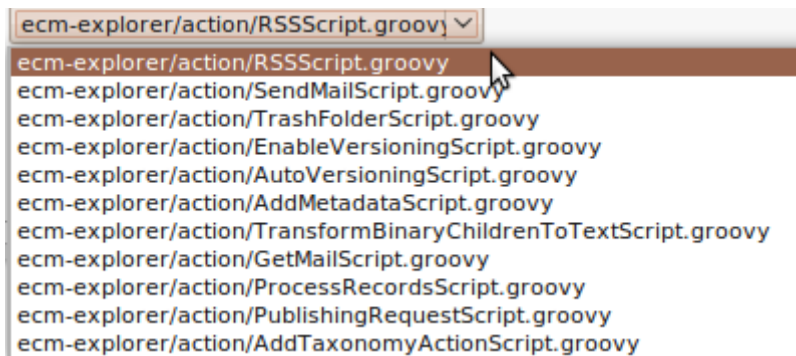 ecm-explorer/action/RSSScript.groovy
ecm-explorer/action/RSSScript.groovy
ecm-explorer/action/SendMailScript.groovy
ecm-explorer/action/TrashFolderScript.groovy
ecm-explorer/action/EnableVersioningScript.groovy
ecm-explorer/action/AutoVersioningScript.groovy
ecm-explorer/action/AddMetadataScript.groovy
ecm-explorer/action/TransformBinaryChildrenToTextScript.groovy
ecm-explorer/action/GetMailScript.groovy
ecm-explorer/action/ProcessRecordsScript.groovy
ecm-explorer/action/PublishingRequestScript.groovy
ecm-explorer/action/AddTaxonomyActionScript.groovy